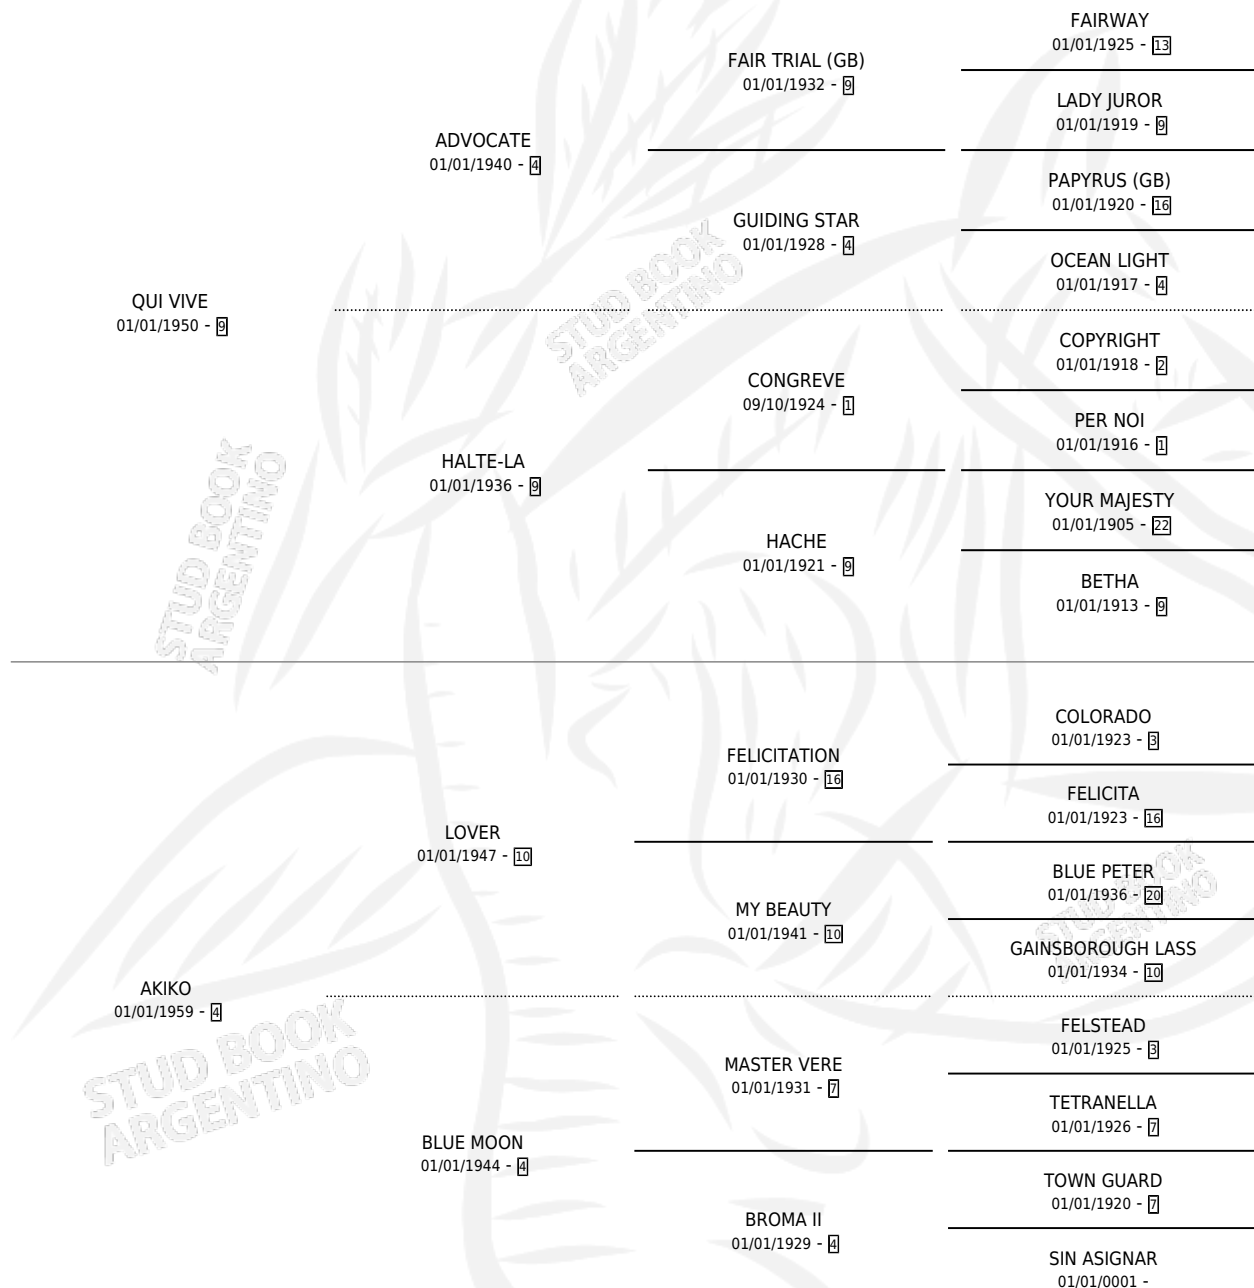 FAIRWAY
01/01/1925 - 13
FAIR TRIAL (GB)
01/01/1932 - 9
LADY JUROR
01/01/1919 - 9
ADVOCATE
01/01/1940 - 4
PAPYRUS (GB)
01/01/1920 - 16
GUIDING STAR
01/01/1928 - 4
OCEAN LIGHT
01/01/1917 - 4
QUI VIVE
01/01/1950 - 9
STUD BOOK
ARGENTINO
COPYRIGHT
01/01/1918 - 2
CONGREVE
09/10/1924 - 1
PER NOI
01/01/1916 - 1
HALTE-LA
01/01/1936 - 9
YOUR MAJESTY
01/01/1905 - 22
HACHE
01/01/1921 - 9
BETHA
01/01/1913 - 9
STUD BOOK
ARGENTINO
COLORADO
01/01/1923 - 3
FELICITATION
01/01/1930 - 16
FELICITA
01/01/1923 - 16
LOVER
01/01/1947 - 10
BLUE PETER
01/01/1936 - 20
MY BEAUTY
01/01/1941 - 10
GAINSBOROUGH LASS
01/01/1934 - 10
STUD BOOK
ARGENTINO
AKIKO
01/01/1959 - 4
FELSTEAD
01/01/1925 - 3
MASTER VERE
01/01/1931 - 7
TETRANELLA
01/01/1926 - 7
STUD BOOK
ARGENTINO
BLUE MOON
01/01/1944 - 4
TOWN GUARD
01/01/1920 - 7
BROMA II
01/01/1929 - 4
SIN ASIGNAR
01/01/0001 -